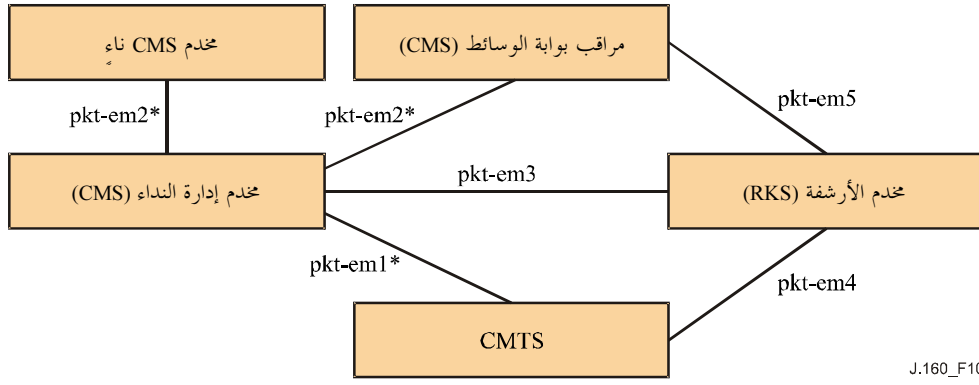 مخدم CMS ناءٍ
مراقب بوابة الوسائط (CMS)
pkt-em2*
pkt-em2*
pkt-em5
مخدم إدارة النداء (CMS)
pkt-em3
مخدم الأرشفة (RKS)
pkt-em1*
pkt-em4
CMTS
J.160_F10